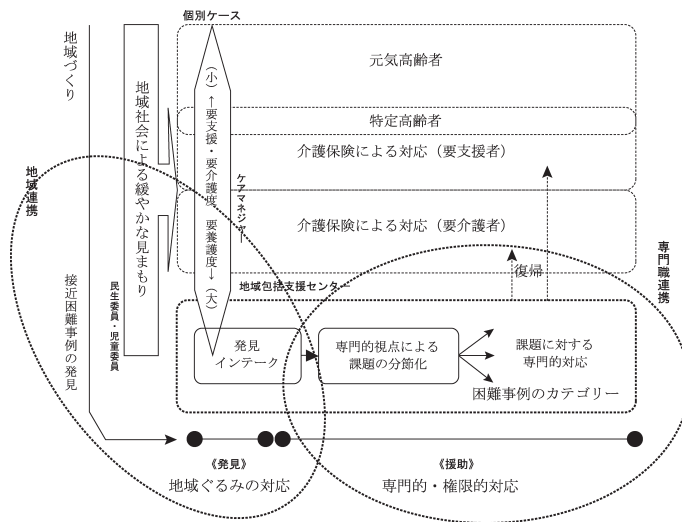 個別ケース
地域づくり
地域社会による緩やかな見まもり
(小)←要支援・要介護度 要養護度→(大)
元気高齢者
特定高齢者
介護保険による対応(要支援者)
ケアマネジャー
介護保険による対応(要介護者)
地域連携
専門職連携
復帰
地域包括支援センター
接近困難事例の発見
民生委員・児童委員
発見
インテーク
専門的視点による
課題の分節化
課題に対する
専門的対応
困難事例のカテゴリー
《発見》
地域ぐるみの対応
《援助》
専門的・権限的対応